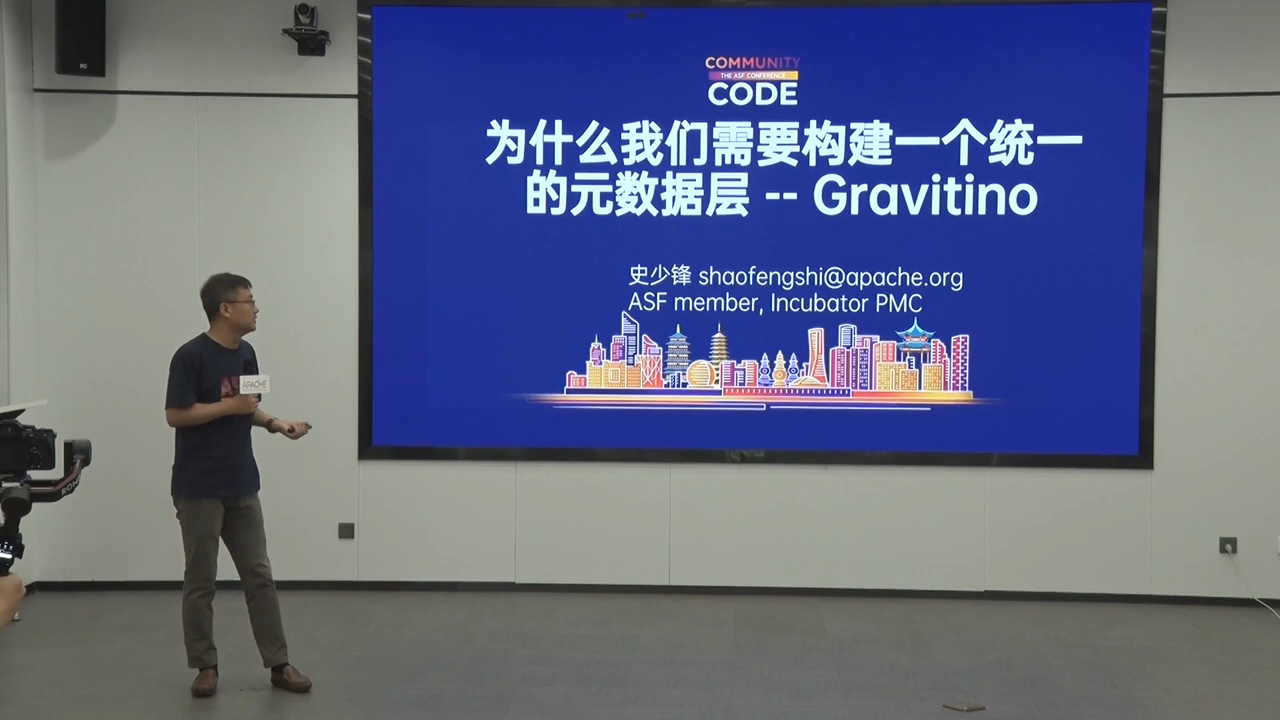 COMMUNITY
THE ASF CONFERENCE
CODE
为什么我们需要构建一个统一
的元数据层 -- Gravitino
史少锋 shaofengshi@apache.org
ASF member, Incubator PMC
APACHE